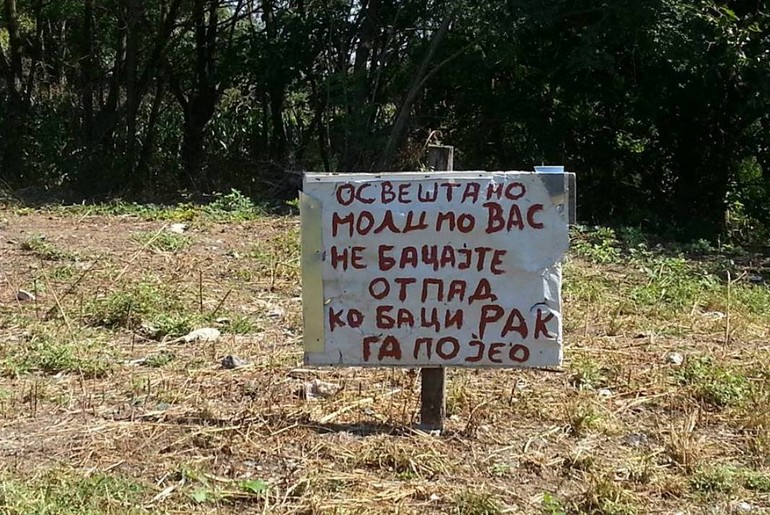 ОСВЕШТАНО
МОЛИМО ВАС
НЕ БАЦАЈТЕ
ОТПАД
КО БАЦИ РАК
ГА ПОЈЕО